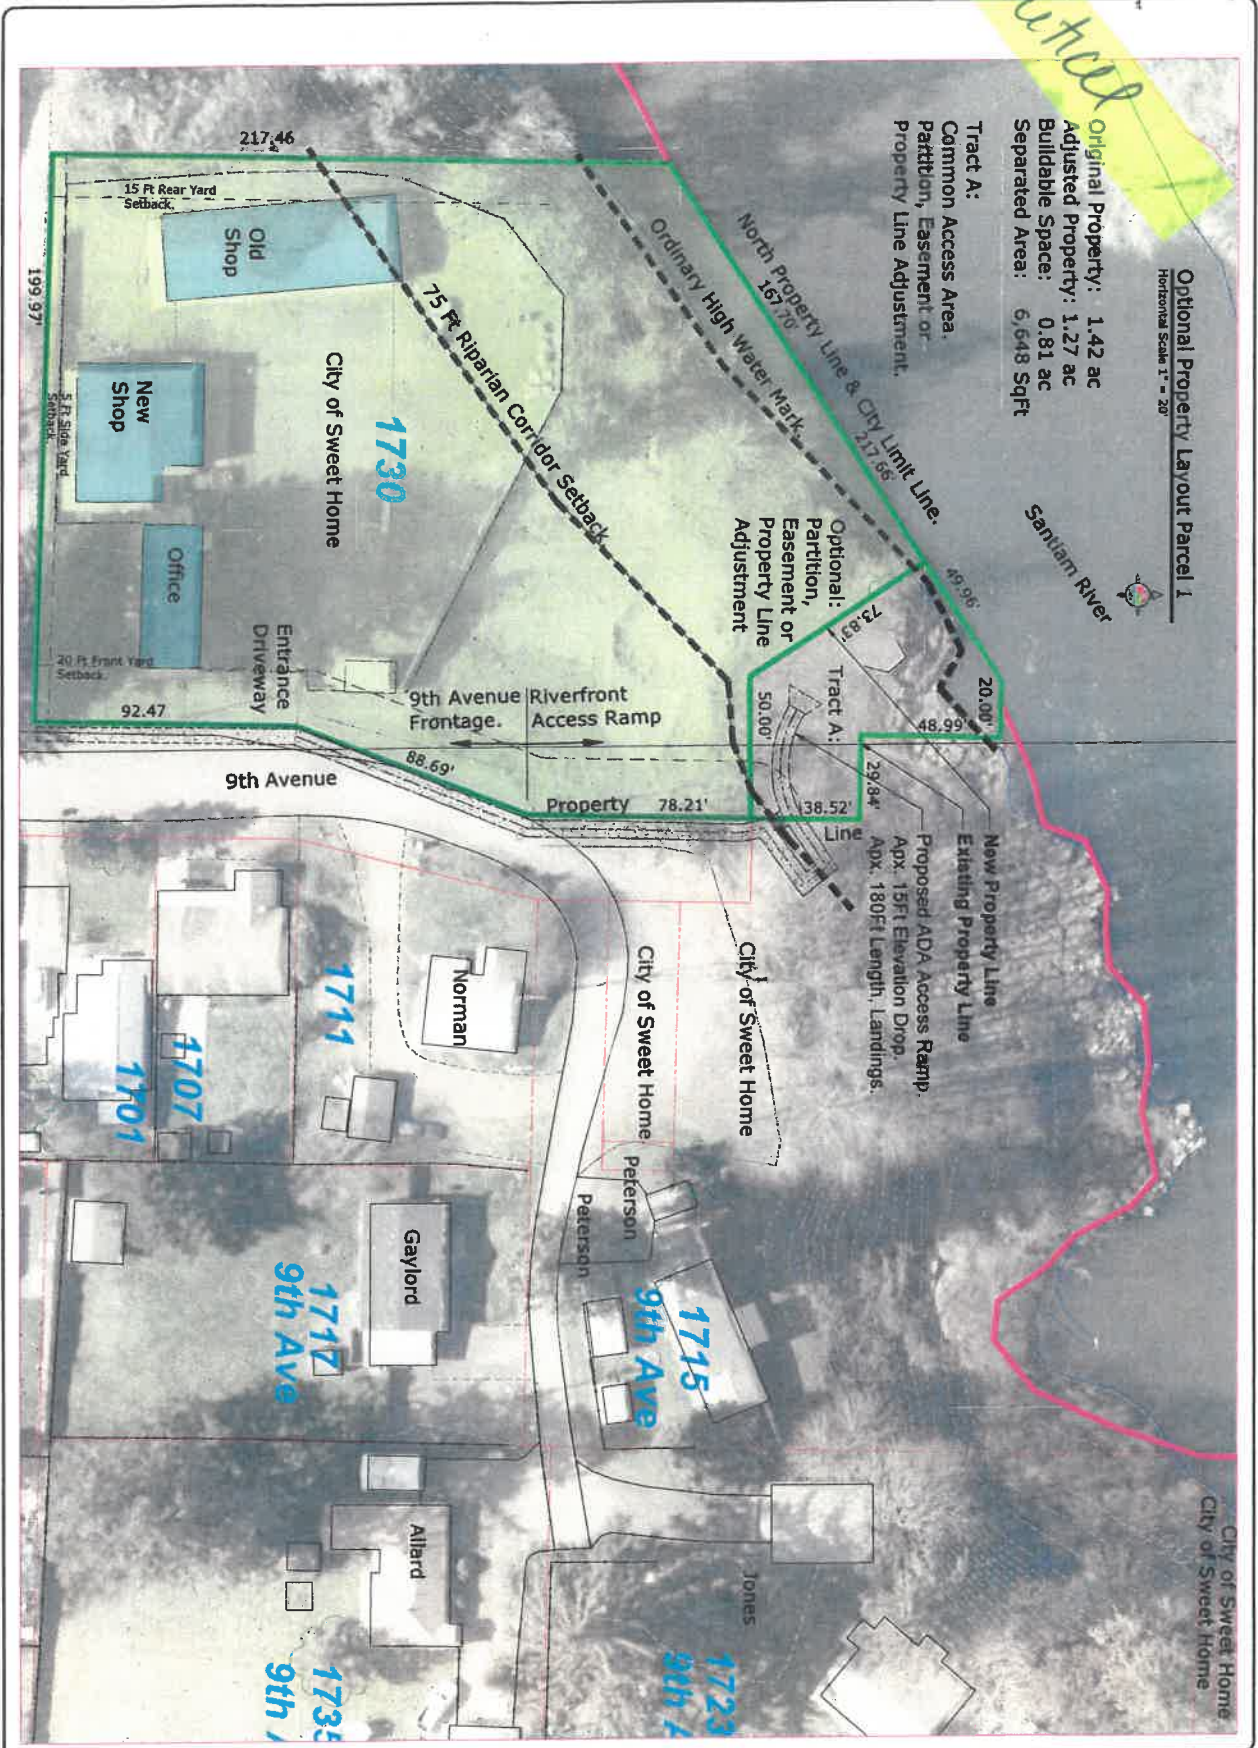 Optional Property Layout Parcel 1
Horizontal Scale 1" = 20'
Original Property: 1.42 ac
Adjusted Property: 1.27 ac
Buildable Space: 0.81 ac
Separated Area: 6,648 SqFt
Tract A:
Common Access Area.
Partition, Easement or
Property Line Adjustment.
Santiam River
North Property Line & City Limit Line.
167.70'
217.66'
Ordinary High Water Mark.
49.96'
20.00'
48.99'
29.84'
38.52'
73.83'
50.00'
Optional:
Partition,
Easement or
Property Line
Adjustment
Tract A:
New Property Line
Existing Property Line
Proposed ADA Access Ramp.
Apx. 15Ft Elevation Drop.
Apx. 180Ft Length, Landings.
217.46
15 Ft Rear Yard
Setback.
Old
Shop
75 Ft Riparian Corridor Setback
1730
City of Sweet Home
New
Shop
5 Ft Side Yard
Setback
199.97'
Office
Entrance
Driveway
20 Ft Front Yard
Setback.
92.47
9th Avenue
Frontage.
Riverfront
Access Ramp
88.69'
Property
78.21'
Line
9th Avenue
City of Sweet Home
City of Sweet Home
Norman
1711
1707
1701
Peterson
Peterson
Gaylord
1717
9th Ave
1715
9th Ave
Allard
Jones
1723
9th
1735
9th
City of Sweet Home
City of Sweet Home